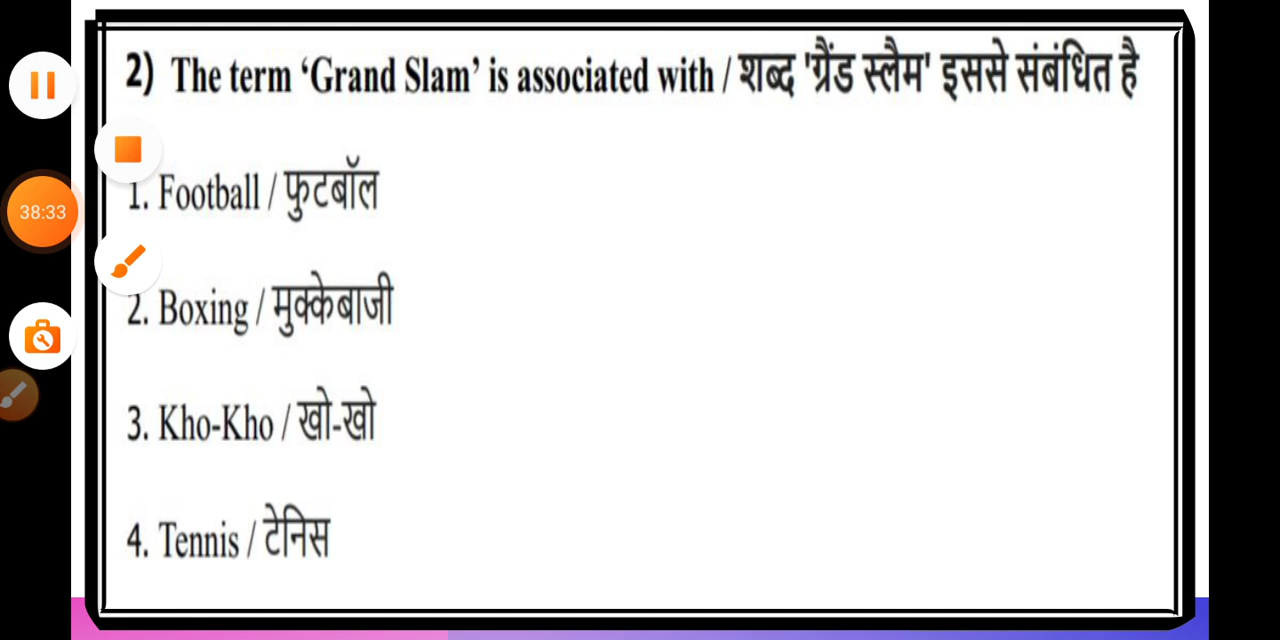 2) The term ‘Grand Slam’ is associated with / शब्द 'ग्रैंड स्लैम' इससे संबंधित है
1. Football / फुटबॉल
38:33
2. Boxing / मुक्केबाजी
3. Kho-Kho / खो-खो
4. Tennis / टेनिस